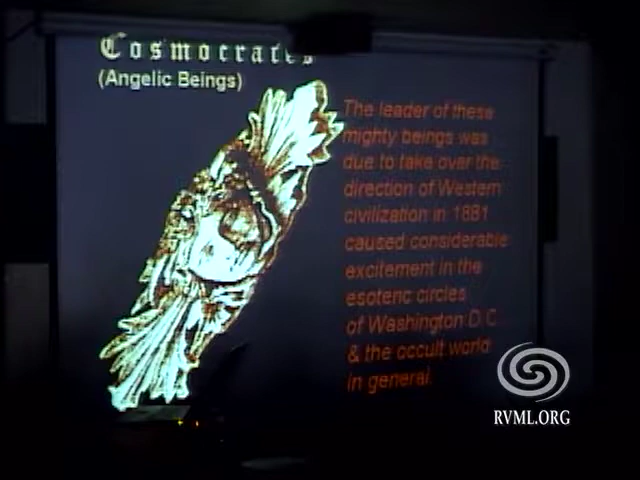 Cosmocrates
(Angelic Beings)
The leader of these
mighty beings was
due to take over the
direction of Western
civilization in 1881
caused considerable
excitement in the
esoteric circles
of Washington D.C.
& the occult world
in general.
RVML.ORG